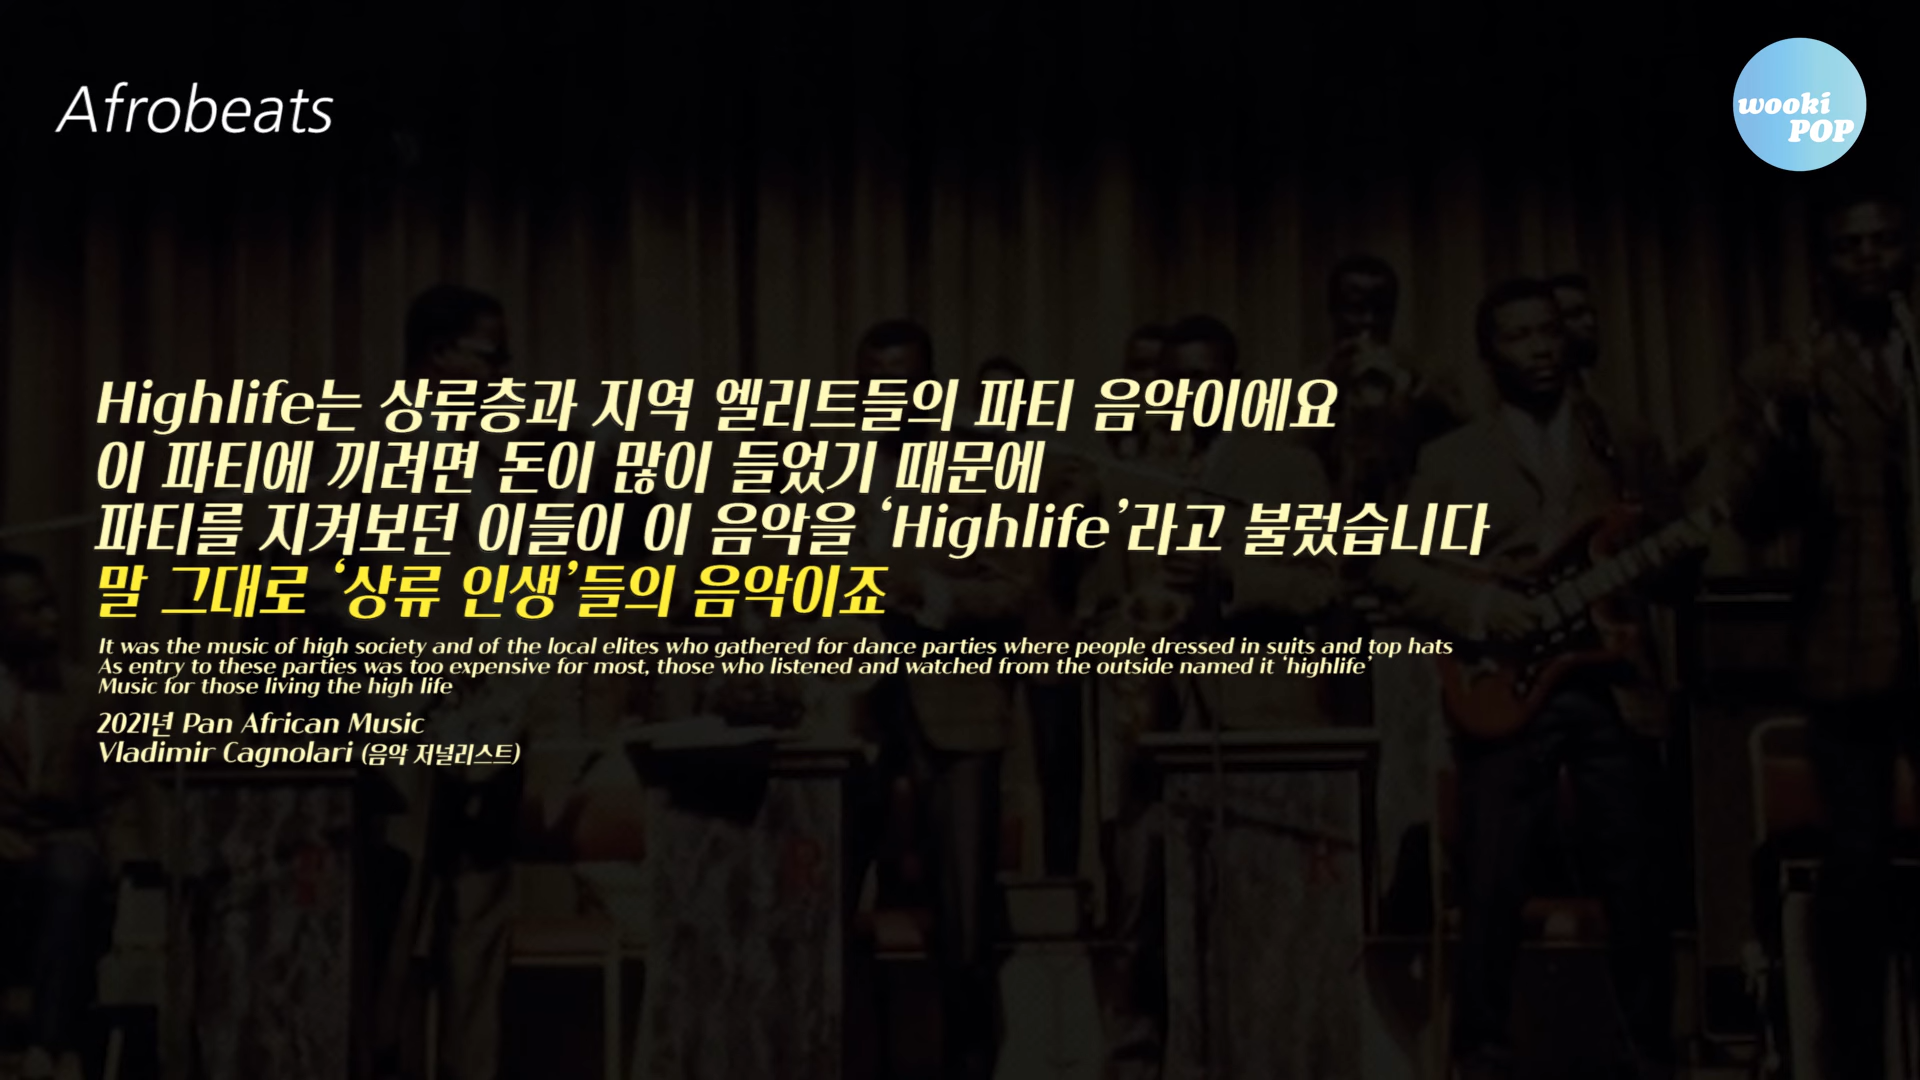 Afrobeats
wooki
POP
Highlife는 상류층과 지역 엘리트들의 파티 음악이에요
이 파티에 끼려면 돈이 많이 들었기 때문에
파티를 지켜보던 이들이 이 음악을 ‘Highlife’라고 불렀습니다
말 그대로 ‘상류 인생’들의 음악이죠
It was the music of high society and of the local elites who gathered for dance parties where people dressed in suits and top hats
As entry to these parties was too expensive for most, those who listened and watched from the outside named it ‘highlife’
Music for those living the high life
2021년 Pan African Music
Vladimir Cagnolari (음악 저널리스트)